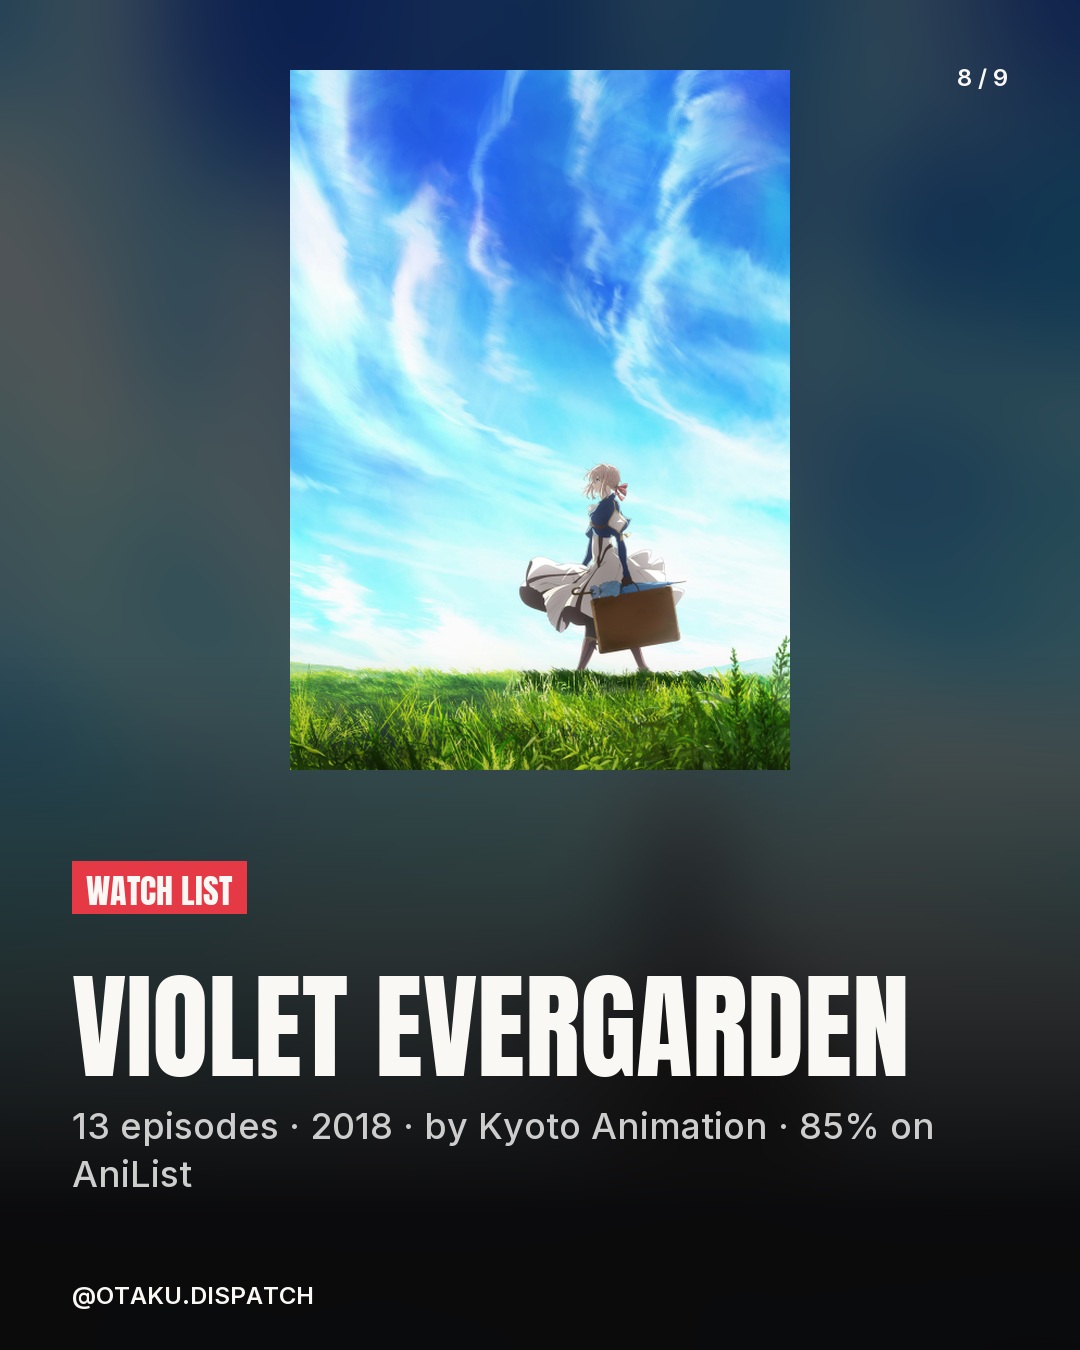 8 / 9
WATCH LIST
VIOLET EVERGARDEN
13 episodes · 2018 · by Kyoto Animation · 85% on
AniList
@OTAKU.DISPATCH